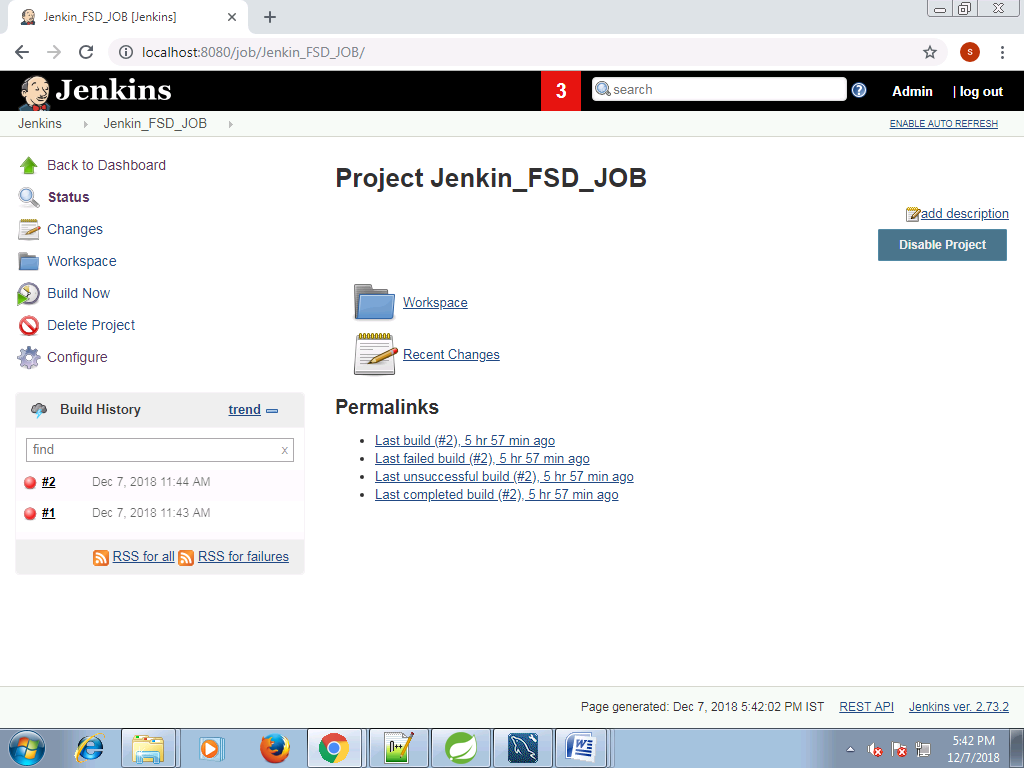 Jenkin_FSD_JOB [Jenkins]
localhost:8080/job/Jenkin_FSD_JOB/
S
Jenkins
3
search
?
Admin
| log out
Jenkins
Jenkin_FSD_JOB
ENABLE AUTO REFRESH
Back to Dashboard
Status
Changes
Workspace
Build Now
Delete Project
Configure
Project Jenkin_FSD_JOB
add description
Disable Project
Workspace
Recent Changes
Permalinks
Last build (#2), 5 hr 57 min ago
Last failed build (#2), 5 hr 57 min ago
Last unsuccessful build (#2), 5 hr 57 min ago
Last completed build (#2), 5 hr 57 min ago
Build History
trend
find
x
#2 Dec 7, 2018 11:44 AM
#1 Dec 7, 2018 11:43 AM
RSS for all RSS for failures
Page generated: Dec 7, 2018 5:42:02 PM IST
REST API
Jenkins ver. 2.73.2
5:42 PM
12/7/2018